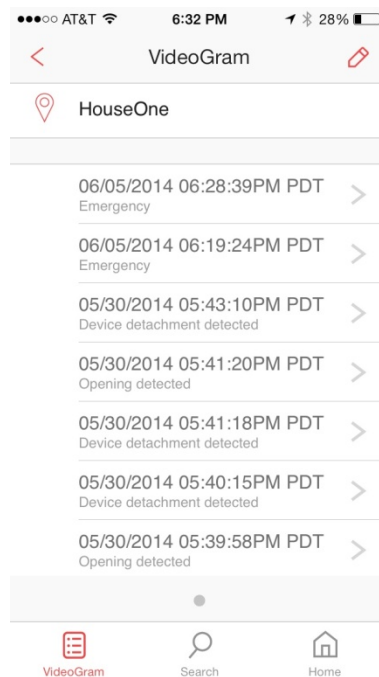 AT&T 6:32 PM 28%
VideoGram
HouseOne
06/05/2014 06:28:39PM PDT
Emergency
06/05/2014 06:19:24PM PDT
Emergency
05/30/2014 05:43:10PM PDT
Device detachment detected
05/30/2014 05:41:20PM PDT
Opening detected
05/30/2014 05:41:18PM PDT
Device detachment detected
05/30/2014 05:40:15PM PDT
Device detachment detected
05/30/2014 05:39:58PM PDT
Opening detected
VideoGram Search Home